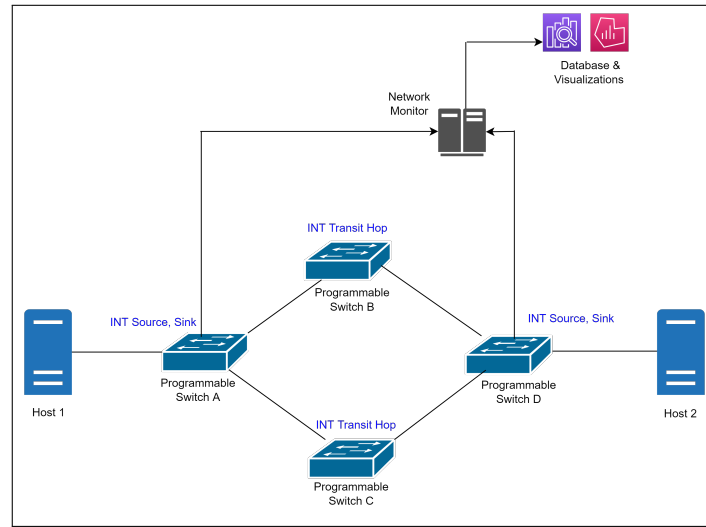 Database &
Visualizations
Network
Monitor
INT Transit Hop
Programmable
Switch B
INT Source, Sink
INT Source, Sink
Programmable
Switch A
Programmable
Switch D
Host 1
Host 2
INT Transit Hop
Programmable
Switch C